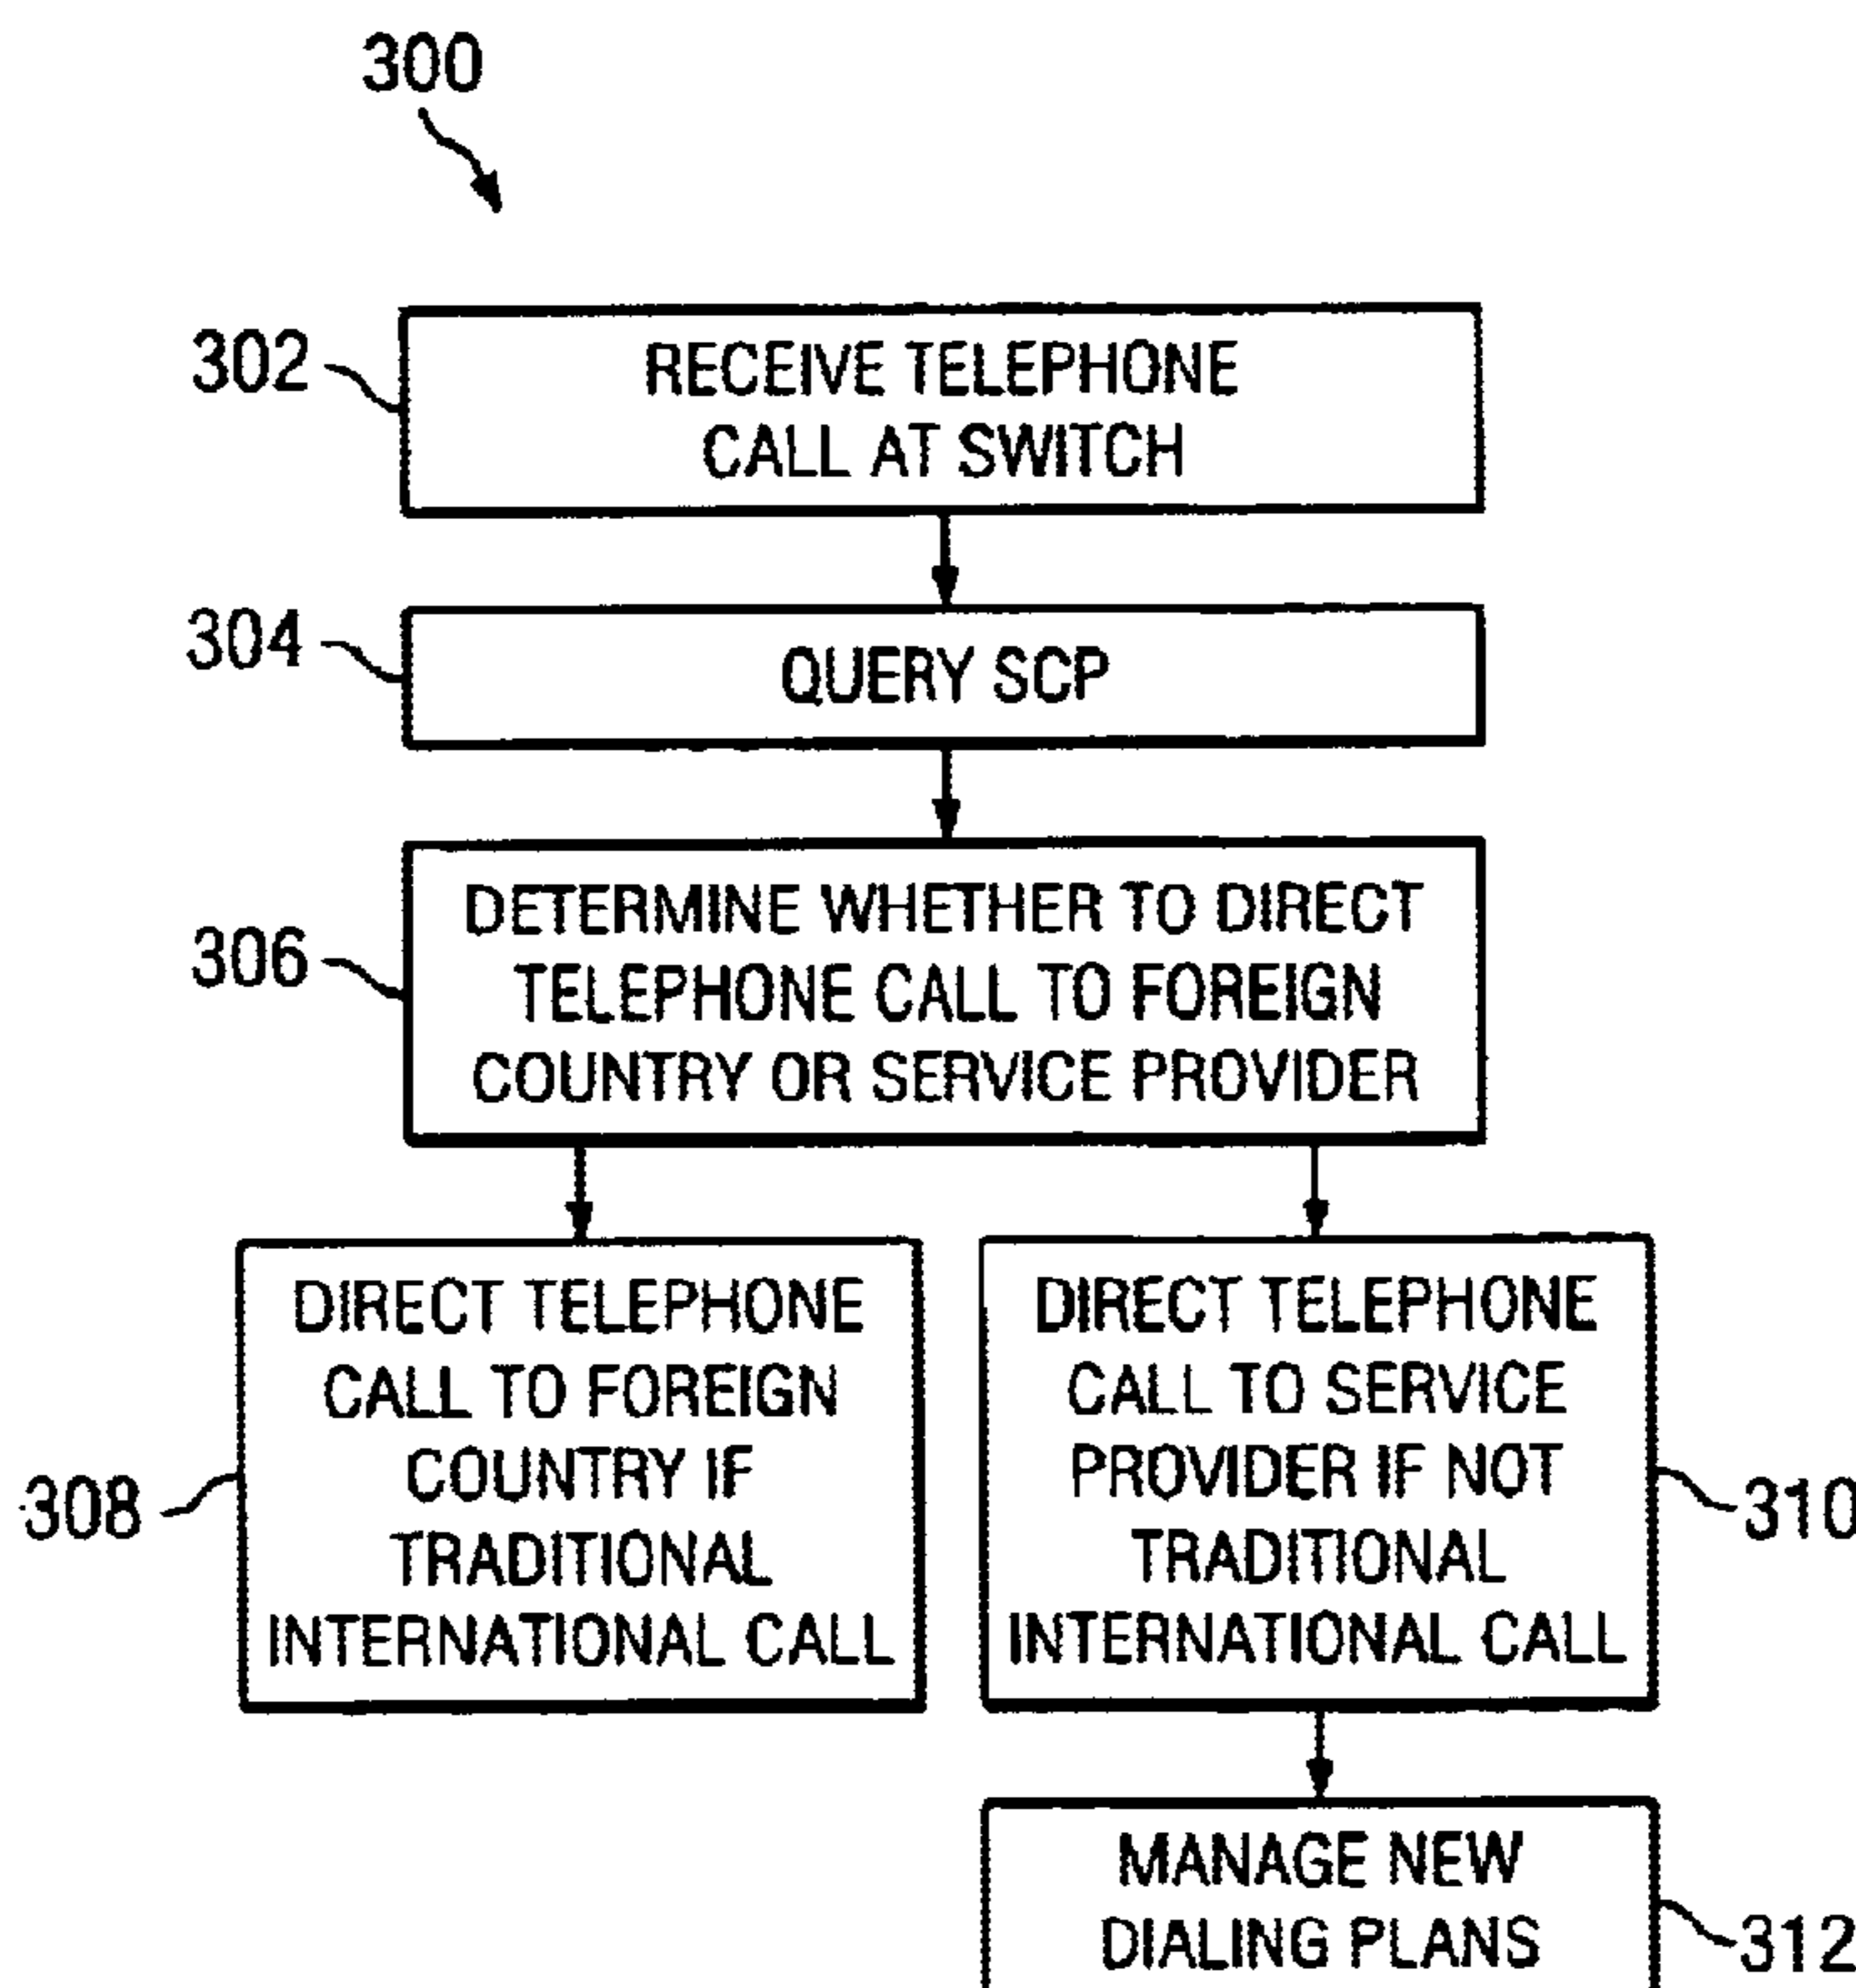 300
302
RECEIVE TELEPHONE
CALL AT SWITCH
304
QUERY SCP
306
DETERMINE WHETHER TO DIRECT
TELEPHONE CALL TO FOREIGN
COUNTRY OR SERVICE PROVIDER
308
DIRECT TELEPHONE
CALL TO FOREIGN
COUNTRY IF
TRADITIONAL
INTERNATIONAL CALL
DIRECT TELEPHONE
CALL TO SERVICE
PROVIDER IF NOT
TRADITIONAL
INTERNATIONAL CALL
310
MANAGE NEW
DIALING PLANS
312